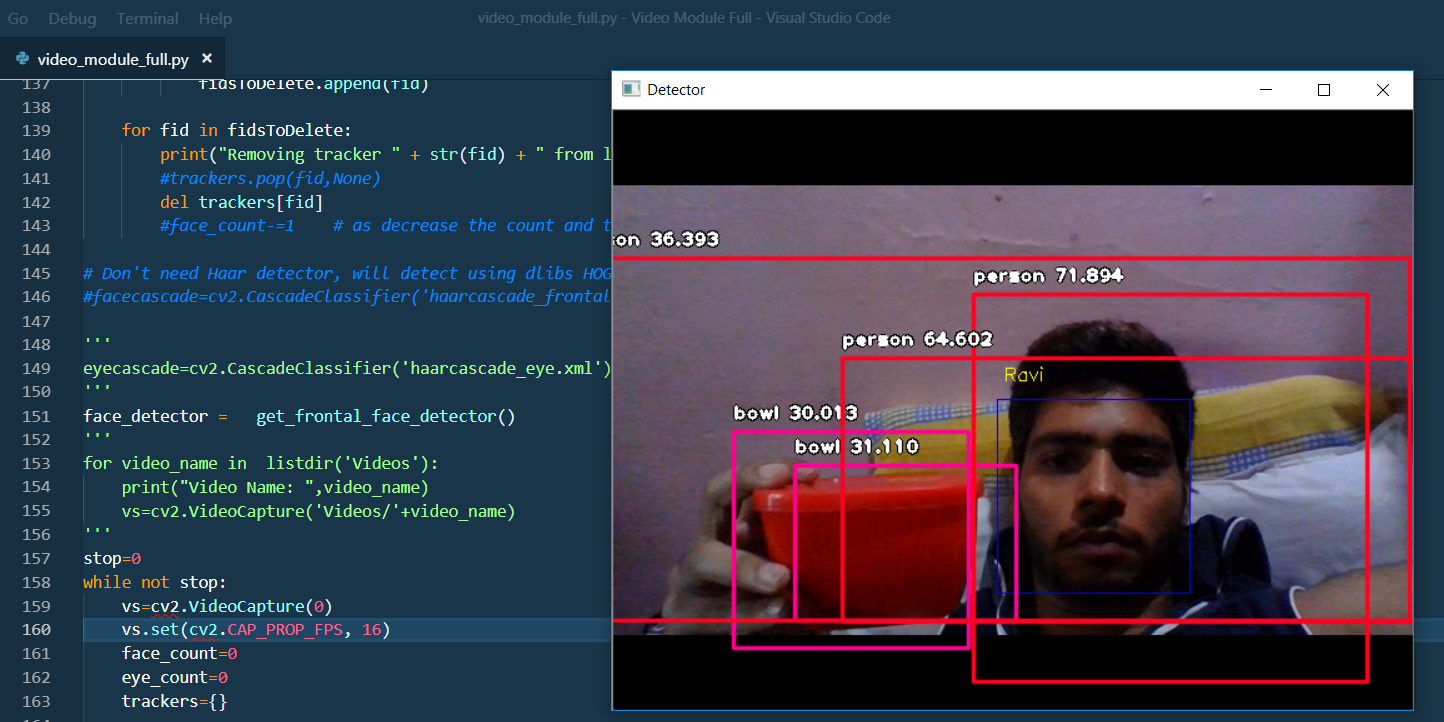 Go Debug Terminal Help
video_module_full.py - Video Module Full - Visual Studio Code
video_module_full.py ×
137 fidsToDelete.append(fid)
138
139 for fid in fidsToDelete:
140 print("Removing tracker " + str(fid) + " from l
141 #trackers.pop(fid,None)
142 del trackers[fid]
143 #face_count-=1    # as decrease the count and t
144
145 # Don't need Haar detector, will detect using dlibs HOG
146 #facecascade=cv2.CascadeClassifier('haarcascade_frontal
147
148 '''
149 eyecascade=cv2.CascadeClassifier('haarcascade_eye.xml')
150 '''
151 face_detector =   get_frontal_face_detector()
152 '''
153 for video_name in  listdir('Videos'):
154 print("Video Name: ",video_name)
155 vs=cv2.VideoCapture('Videos/'+video_name)
156 '''
157 stop=0
158 while not stop:
159 vs=cv2.VideoCapture(0)
160 vs.set(cv2.CAP_PROP_FPS, 16)
161 face_count=0
162 eye_count=0
163 trackers={}
Detector
on 36.393
person 71.894
person 64.602
Ravi
bowl 30.013
bowl 31.110